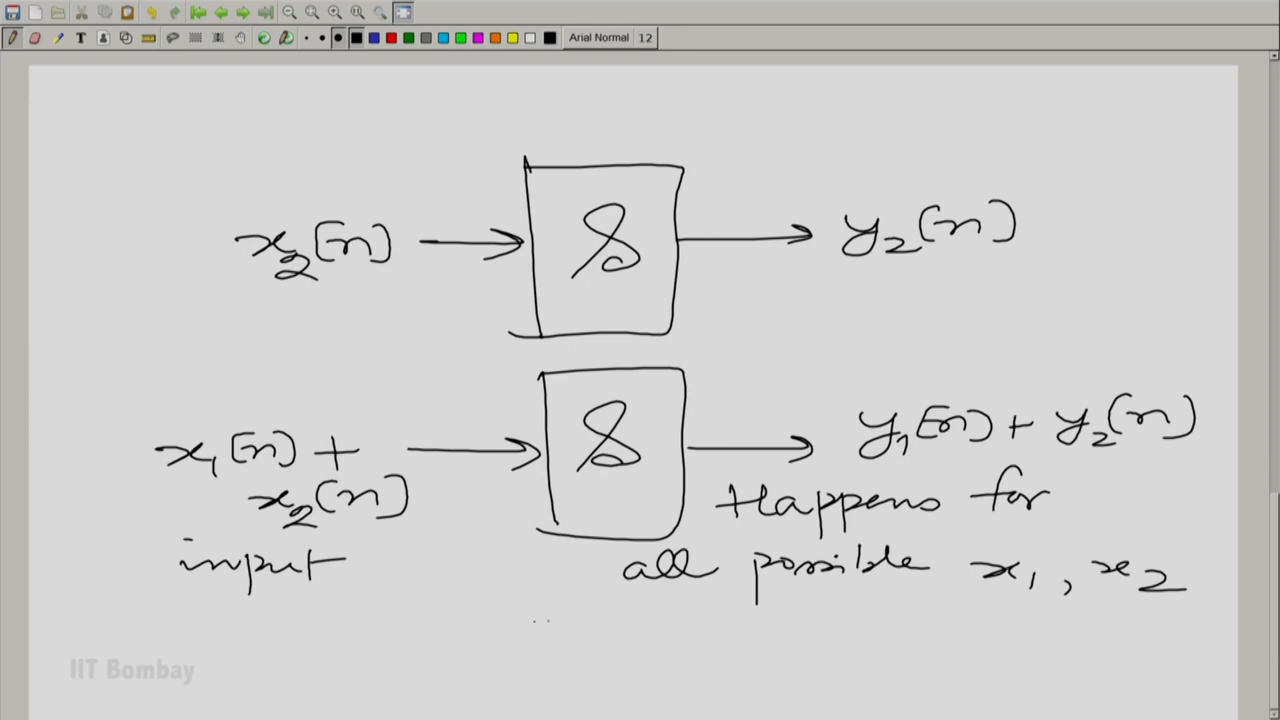 Arial Normal 12
x₂[n] → S → y₂[n]
x₁[n] + x₂[n] → S → y₁[n] + y₂[n]
input
Happens for
all possible x₁, x₂
IIT Bombay